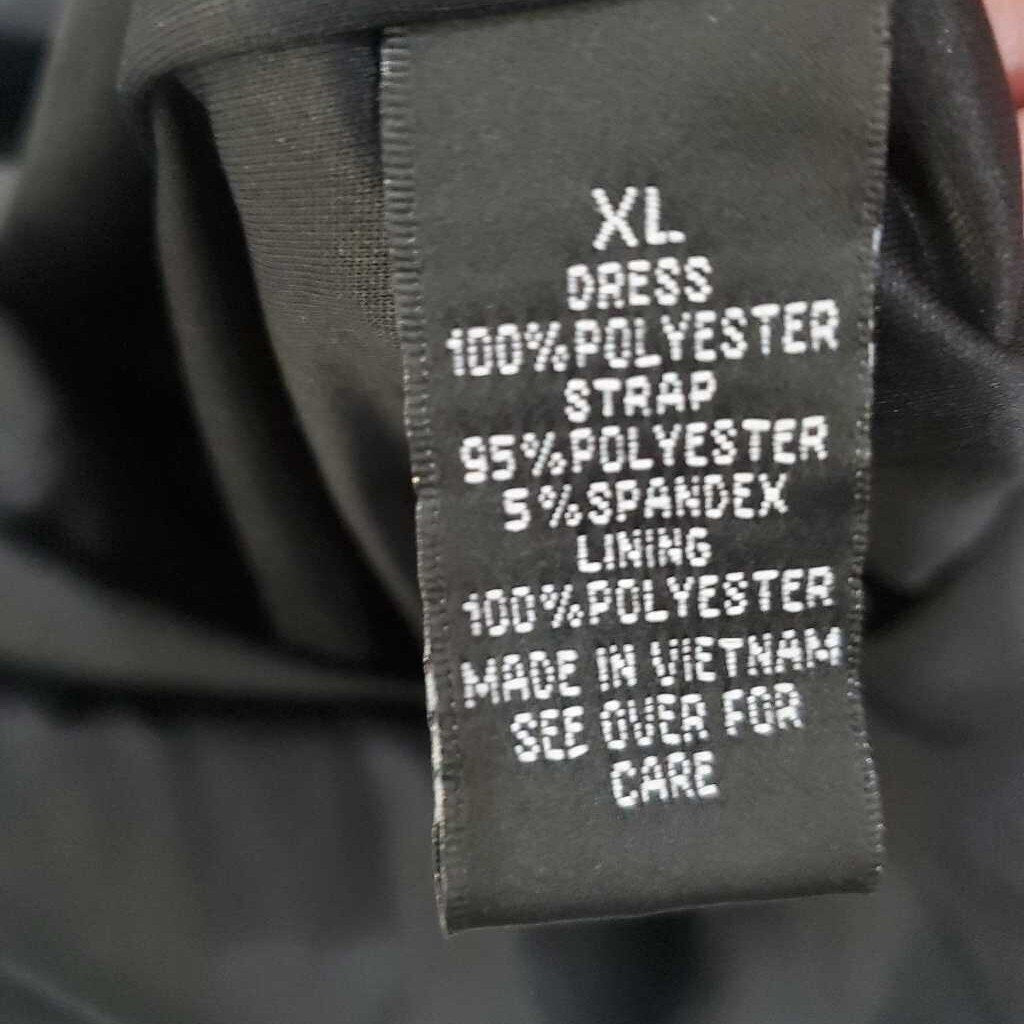 XL
DRESS
100%POLYESTER
STRAP
95%POLYESTER
5%SPANDEX
LINING
100%POLYESTER
MADE IN VIETNAM
SEE OVER FOR
CARE